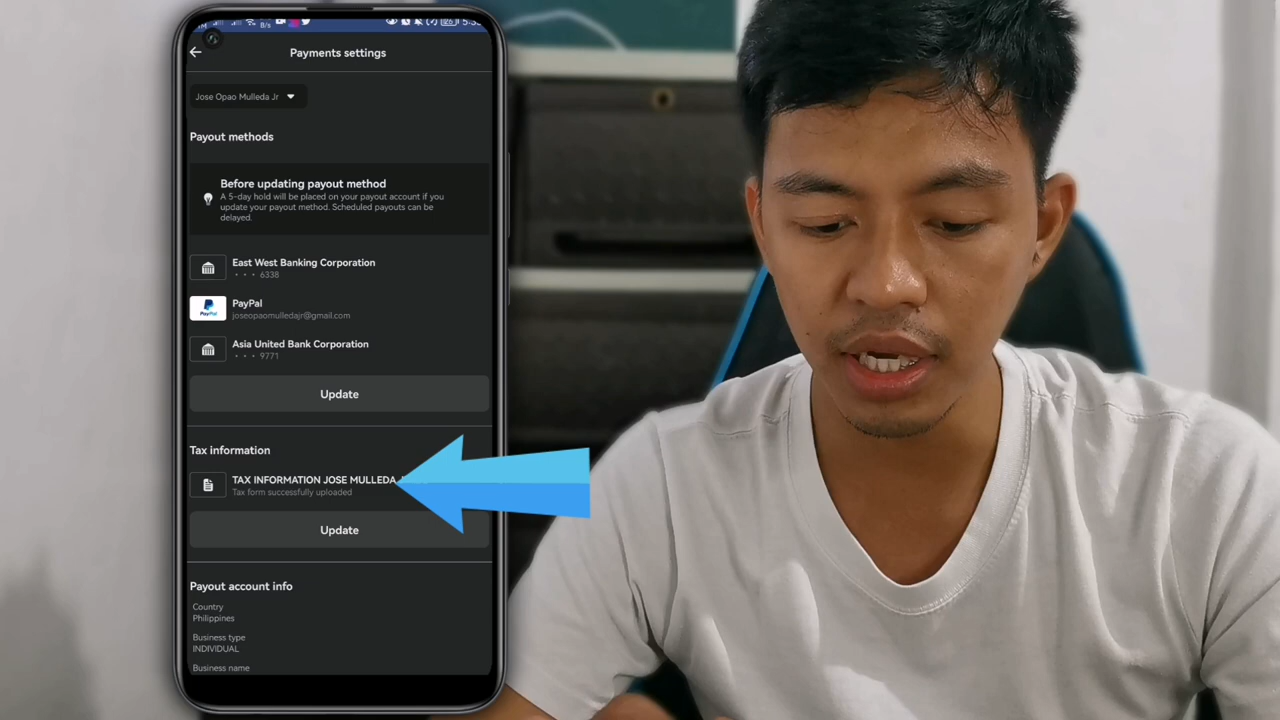 Payments settings
Jose Opao Mulleda Jr
Payout methods
Before updating payout method
A 5-day hold will be placed on your payout account if you
update your payout method. Scheduled payouts can be
delayed.
East West Banking Corporation
• • • 6338
PayPal
PayPal
joseopaomulledajr@gmail.com
Asia United Bank Corporation
• • • 9771
Update
Tax information
TAX INFORMATION JOSE MULLEDA
Tax form successfully uploaded
Update
Payout account info
Country
Philippines
Business type
INDIVIDUAL
Business name